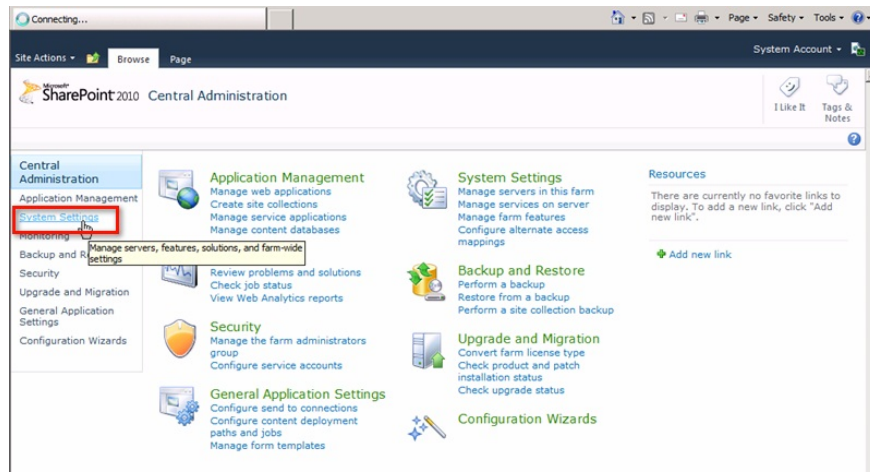 Connecting...
Page
Safety
Tools
Site Actions
Browse
Page
System Account
Microsoft
SharePoint 2010
Central Administration
I Like It
Tags &
Notes
Central
Administration
Application Management
System Settings
Monitoring
Backup and R
Security
Upgrade and Migration
General Application
Settings
Configuration Wizards
Manage servers, features, solutions, and farm-wide
settings
Application Management
Manage web applications
Create site collections
Manage service applications
Manage content databases
Review problems and solutions
Check job status
View Web Analytics reports
Security
Manage the farm administrators
group
Configure service accounts
General Application Settings
Configure send to connections
Configure content deployment
paths and jobs
Manage form templates
System Settings
Manage servers in this farm
Manage services on server
Manage farm features
Configure alternate access
mappings
Backup and Restore
Perform a backup
Restore from a backup
Perform a site collection backup
Upgrade and Migration
Convert farm license type
Check product and patch
installation status
Check upgrade status
Configuration Wizards
Resources
There are currently no favorite links to
display. To add a new link, click "Add
new link".
Add new link